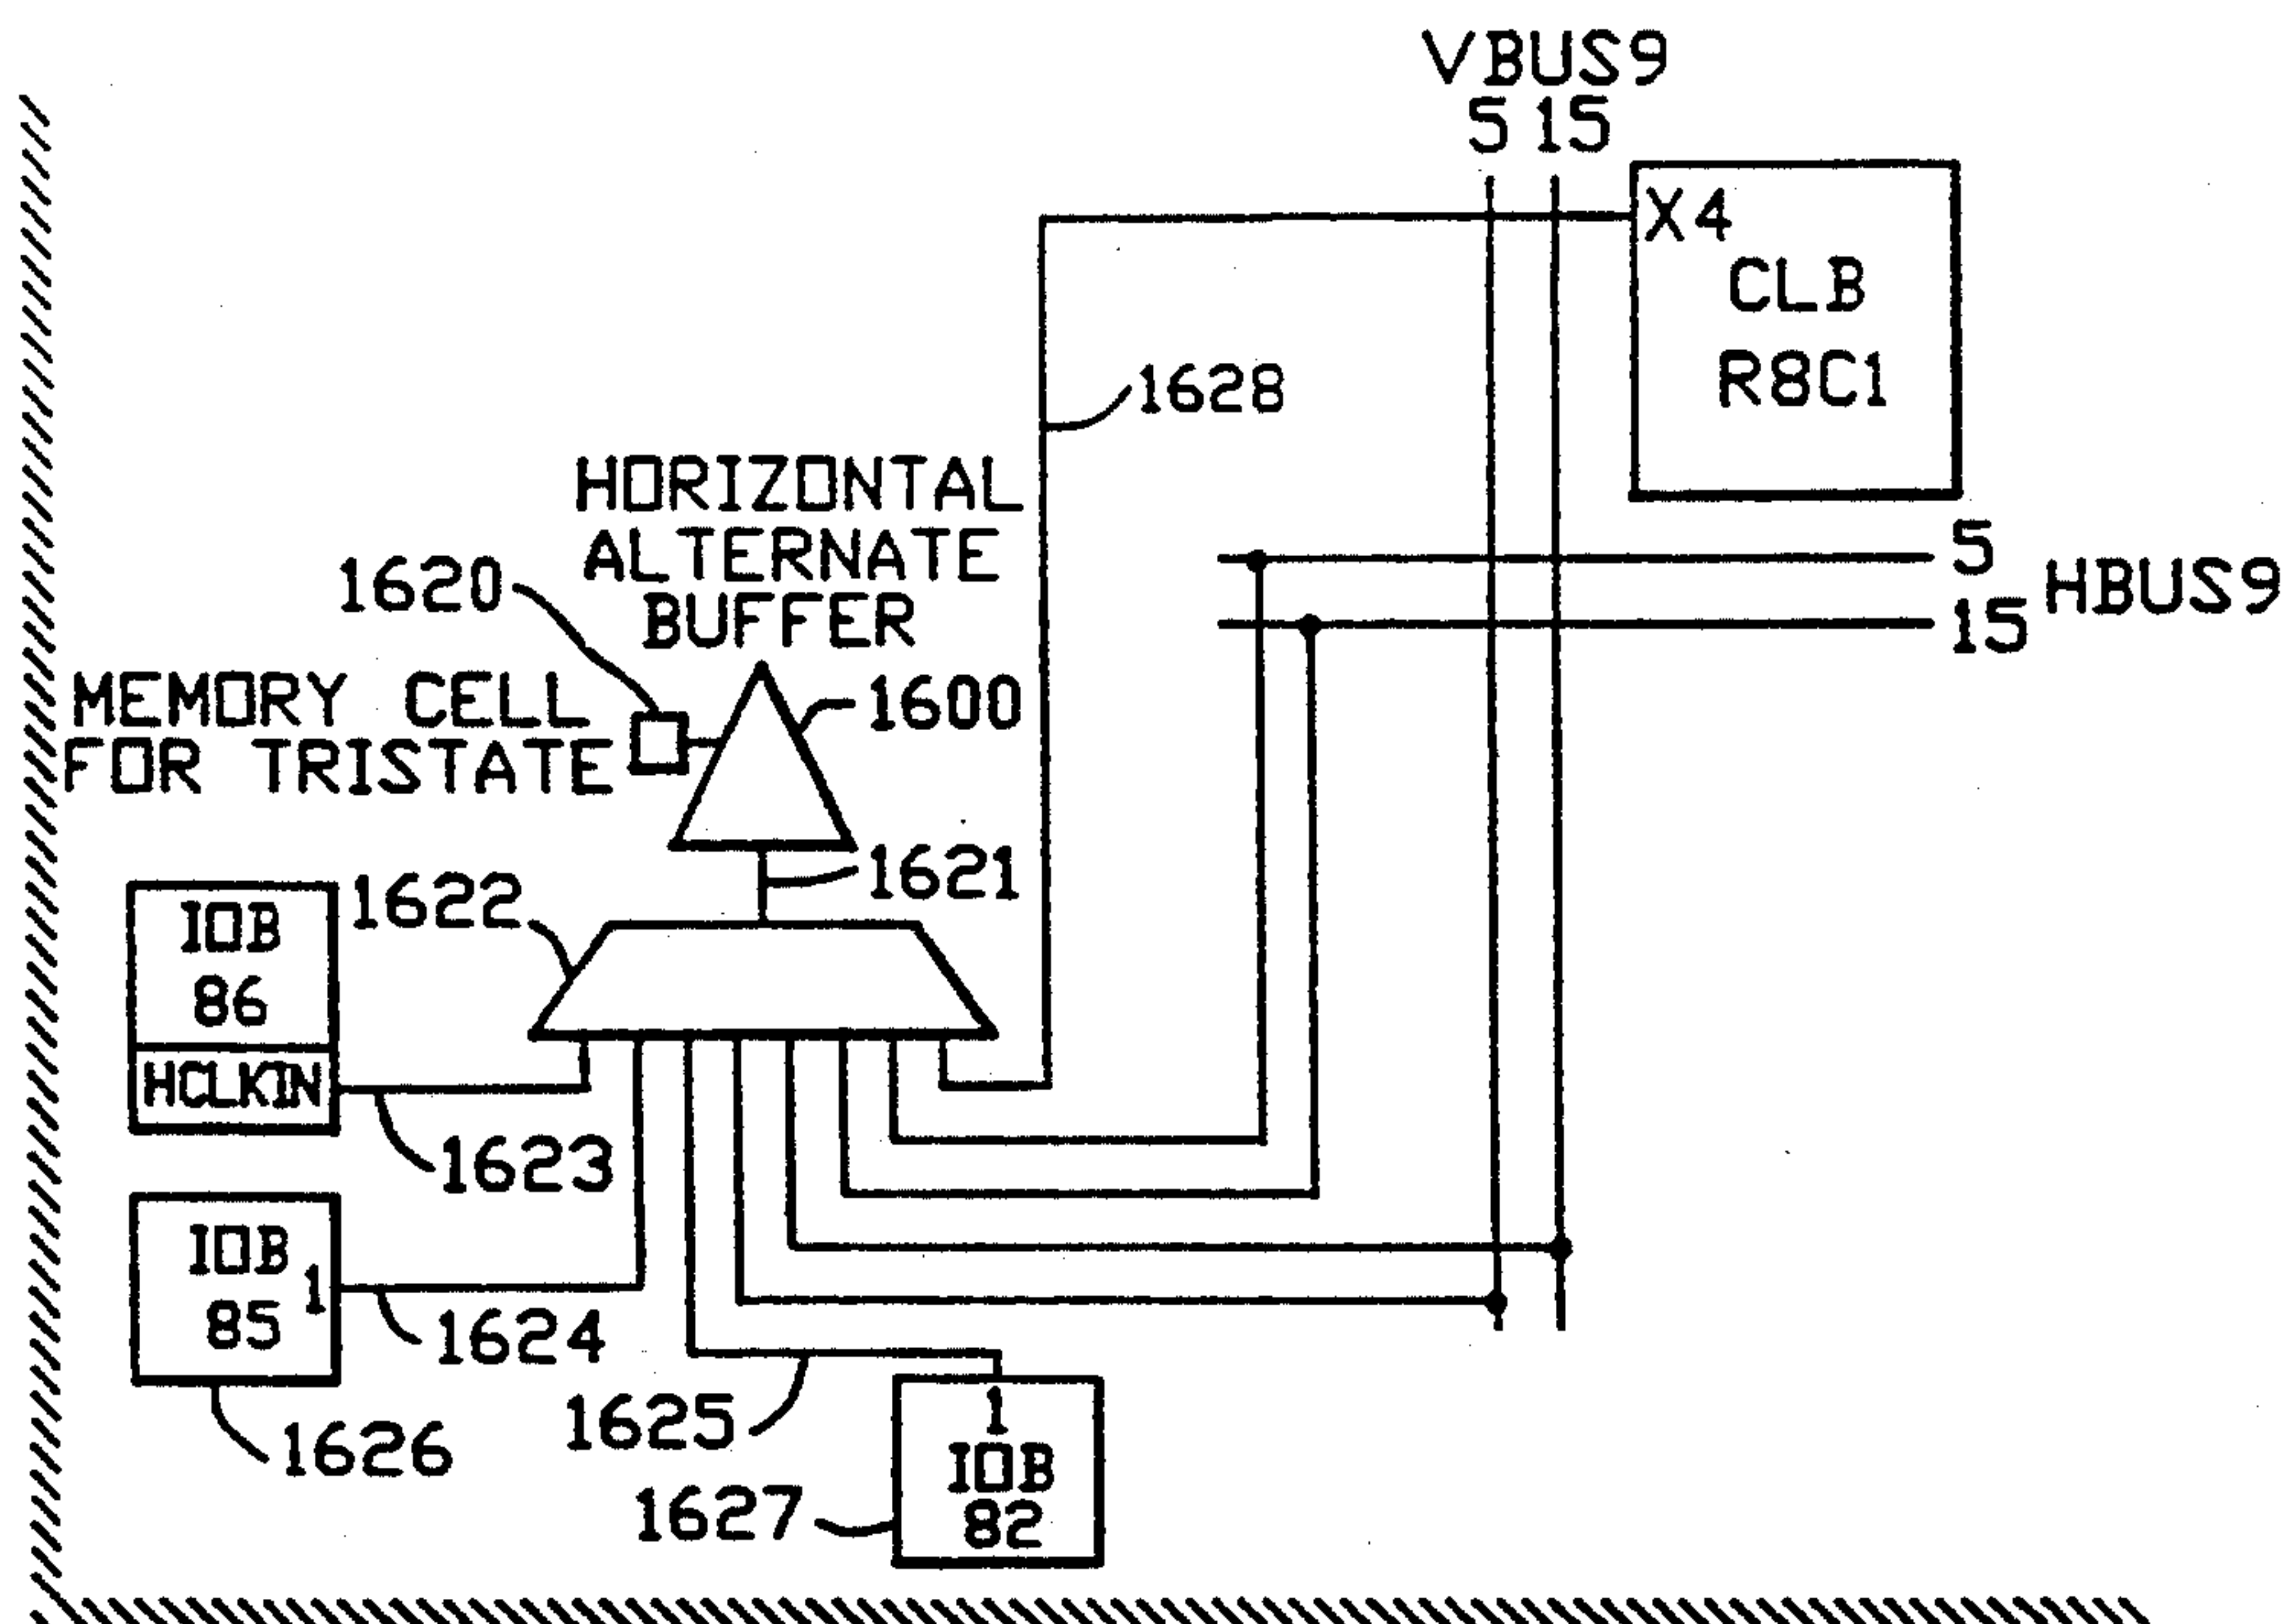 VBUS9
5 15
X4
CLB
R8C1
1628
HORIZONTAL
ALTERNATE
BUFFER
5
HBUS9
15
1620
MEMORY CELL
FOR TRISTATE
1600
1621
1622
IOB
86
HCLKIN
1623
IOB
1
85
1624
1625
1626
1
IOB
82
1627